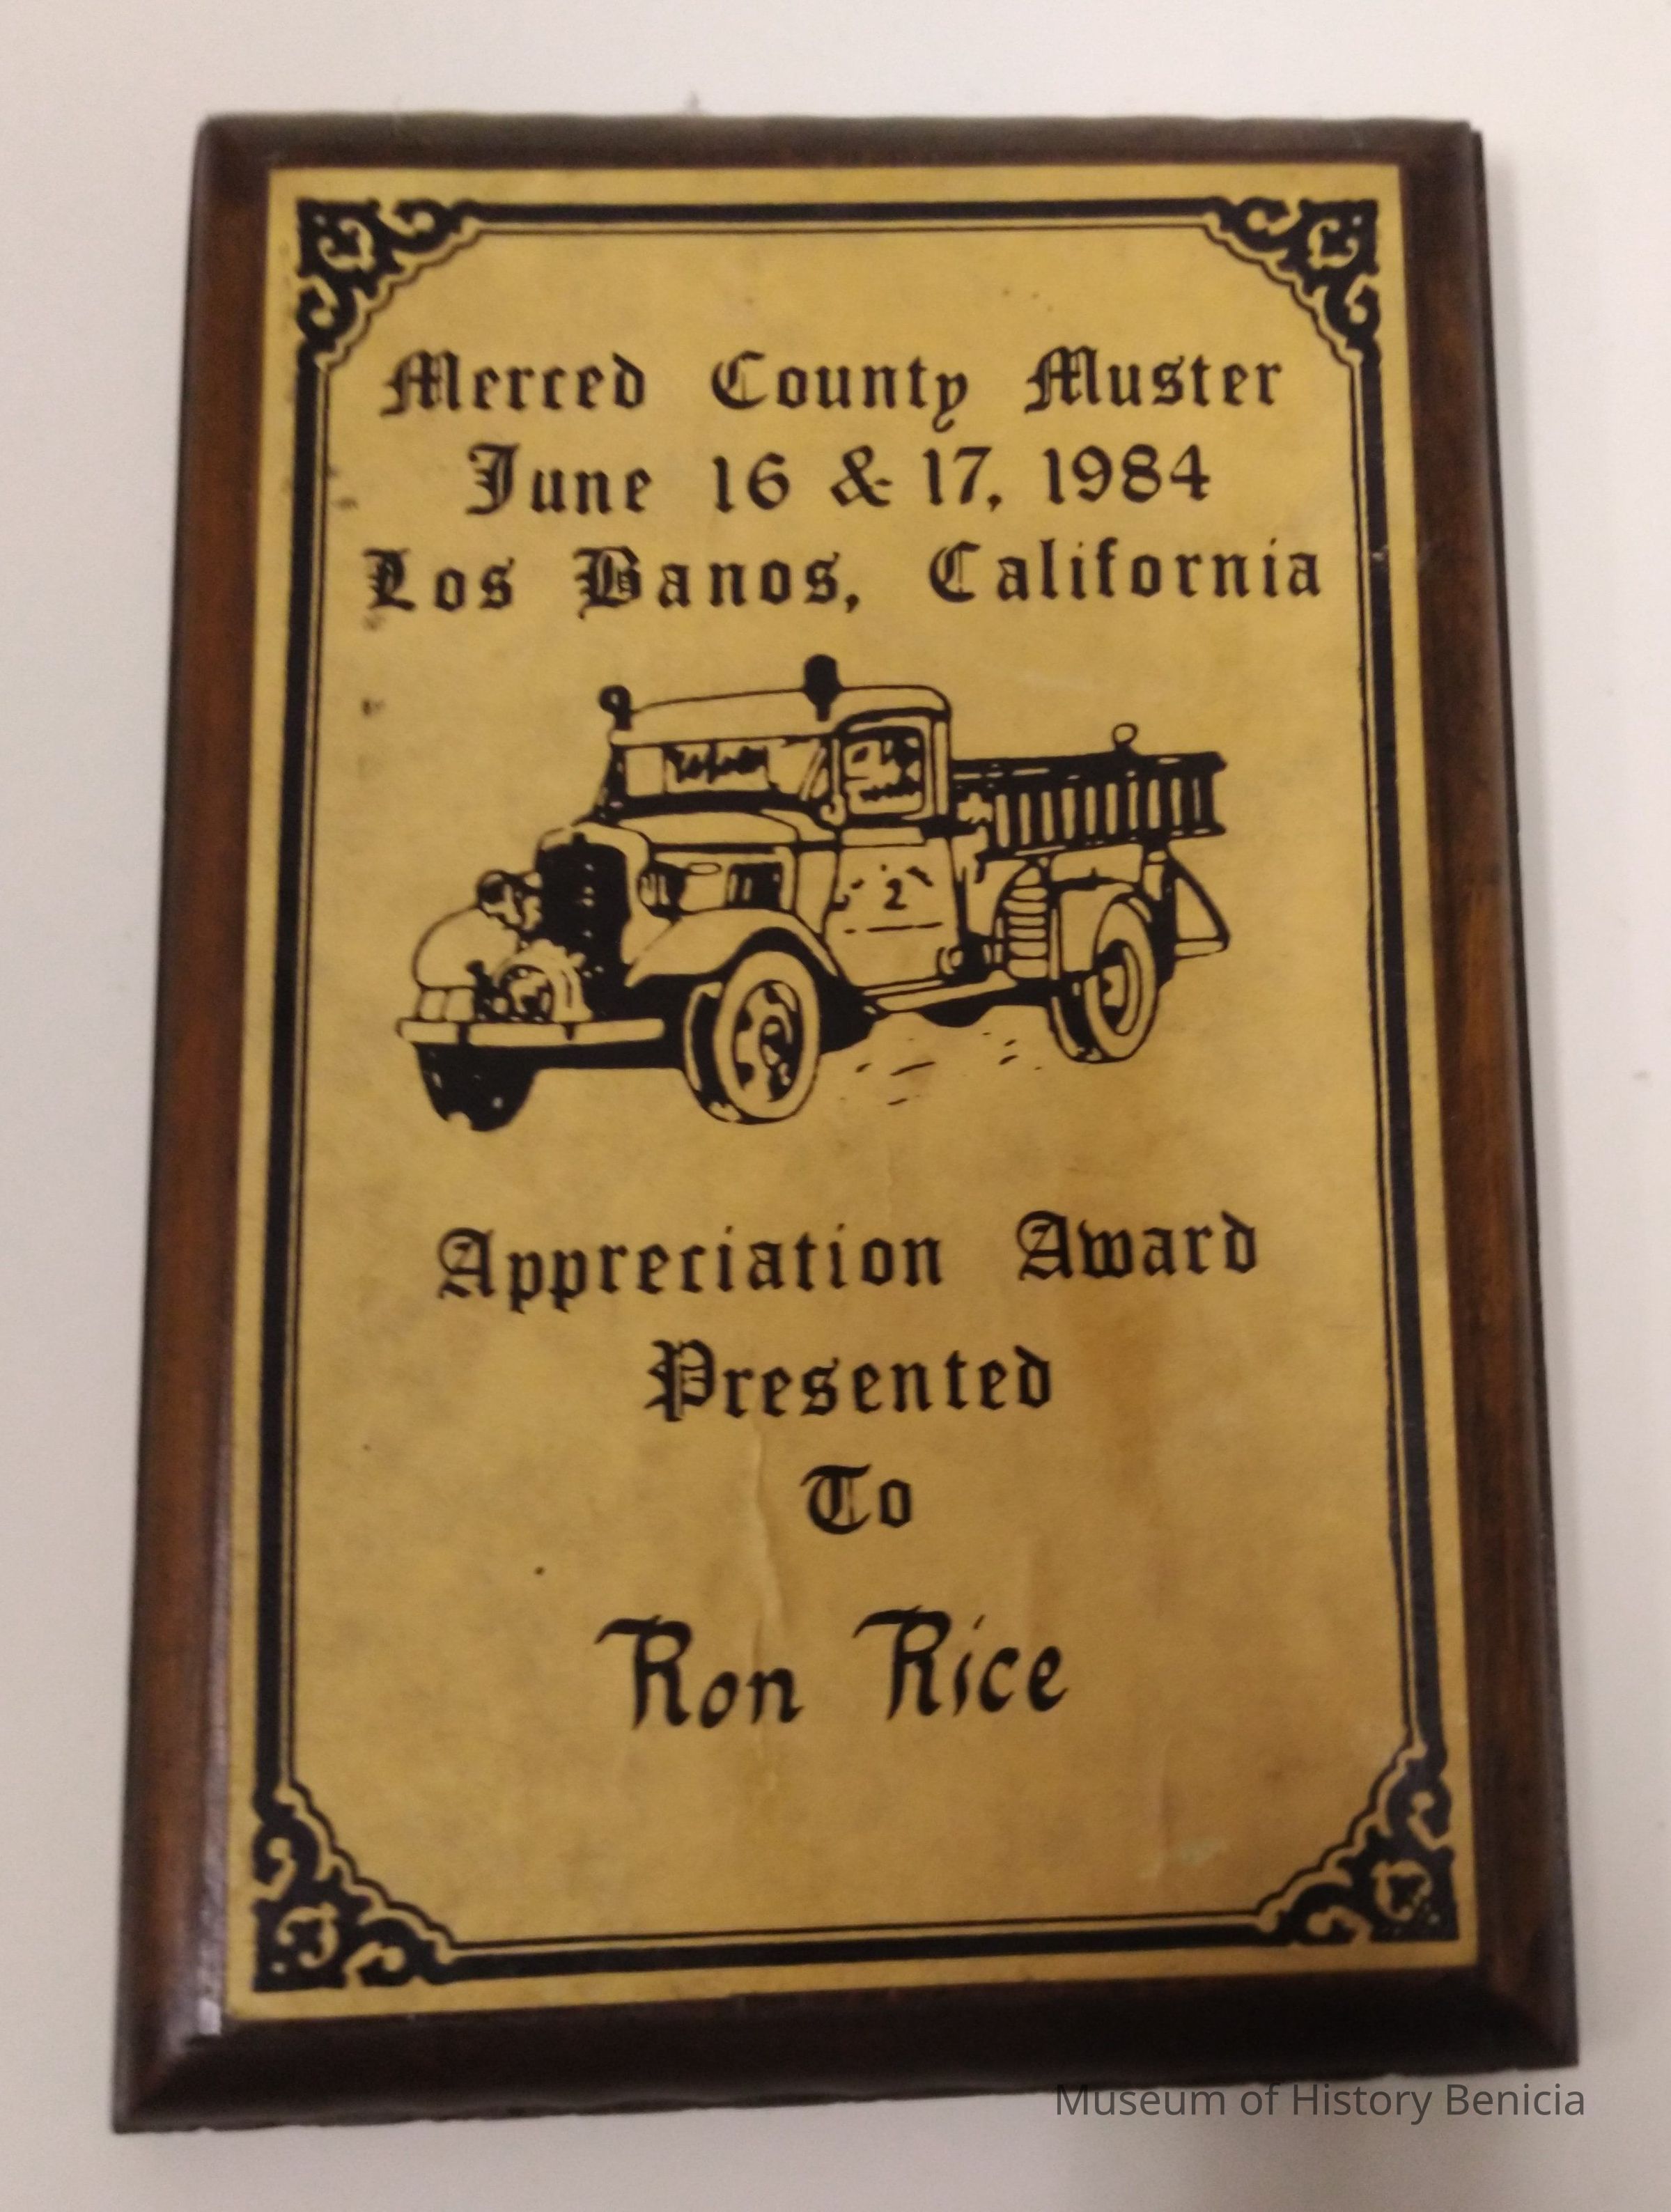 Merced County Muster
June 16 & 17, 1984
Los Banos, California
2
Appreciation Award
Presented
To
Ron Rice
Museum of History Benicia